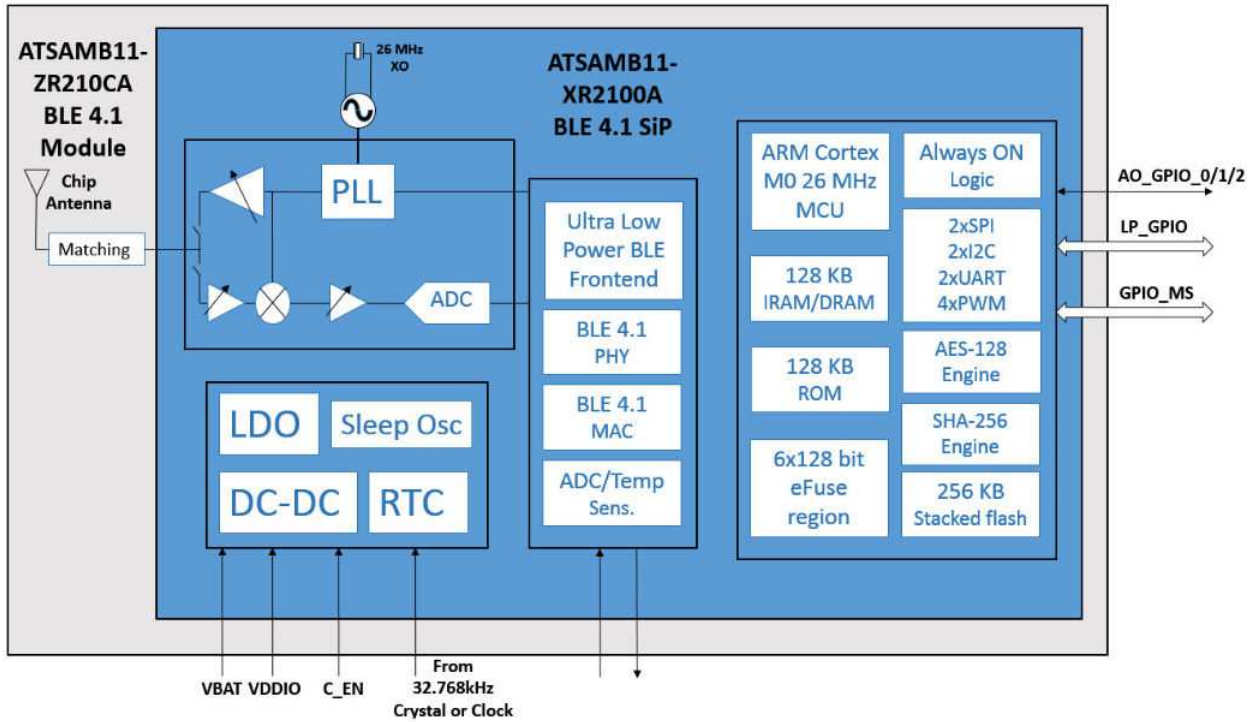 ATSAMB11-
ZR210CA
BLE 4.1
Module
Chip
Antenna
Matching
26 MHz
XO
ATSAMB11-
XR2100A
BLE 4.1 SiP
PLL
ADC
LDO
Sleep Osc
DC-DC
RTC
Ultra Low
Power BLE
Frontend
BLE 4.1
PHY
BLE 4.1
MAC
ADC/Temp
Sens.
ARM Cortex
M0 26 MHz
MCU
128 KB
IRAM/DRAM
128 KB
ROM
6x128 bit
eFuse
region
Always ON
Logic
2xSPI
2xI2C
2xUART
4xPWM
AES-128
Engine
SHA-256
Engine
256 KB
Stacked flash
AO_GPIO_0/1/2
LP_GPIO
GPIO_MS
VBAT
VDDIO
C_EN
From
32.768kHz
Crystal or Clock